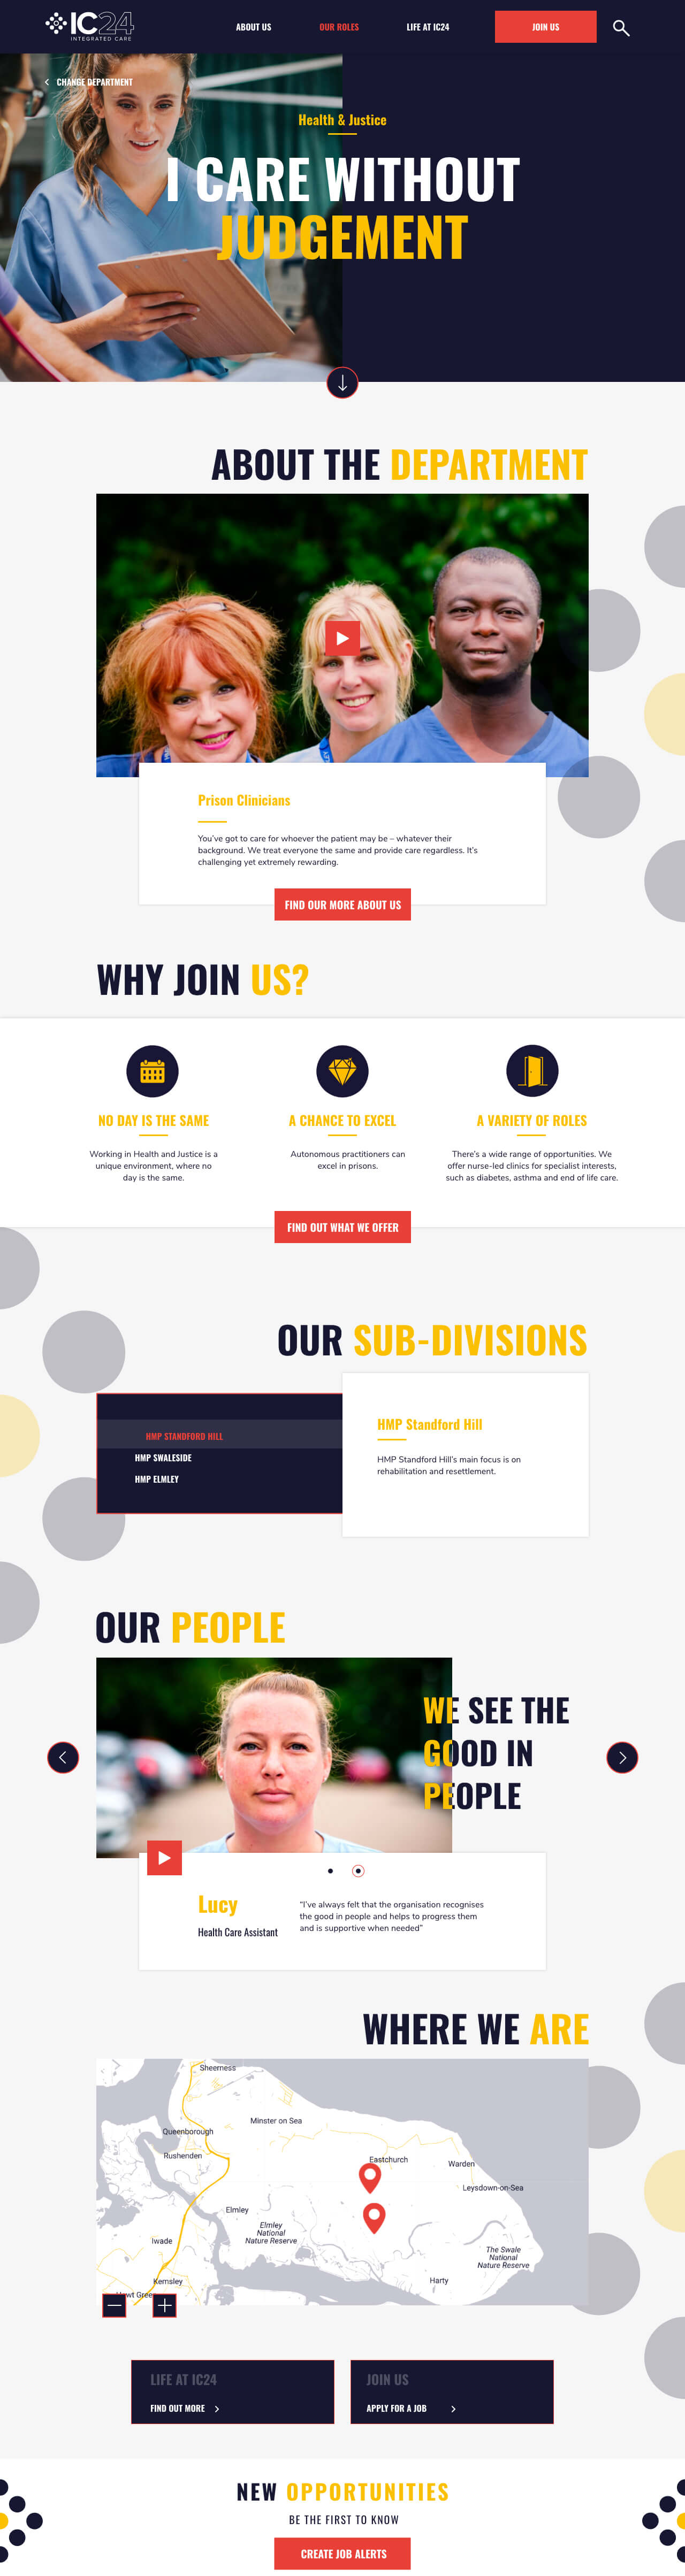 IC24
INTEGRATED CARE
ABOUT US
OUR ROLES
LIFE AT IC24
JOIN US
CHANGE DEPARTMENT
Health & Justice
I CARE WITHOUT
JUDGEMENT
ABOUT THE DEPARTMENT
Prison Clinicians
You've got to care for whoever the patient may be – whatever their
background. We treat everyone the same and provide care regardless. It's
challenging yet extremely rewarding.
FIND OUR MORE ABOUT US
WHY JOIN US?
NO DAY IS THE SAME
Working in Health and Justice is a
unique environment, where no
day is the same.
A CHANCE TO EXCEL
Autonomous practitioners can
excel in prisons.
A VARIETY OF ROLES
There's a wide range of opportunities. We
offer nurse-led clinics for specialist interests,
such as diabetes, asthma and end of life care.
FIND OUT WHAT WE OFFER
OUR SUB-DIVISIONS
HMP STANDFORD HILL
HMP SWALESIDE
HMP ELMLEY
HMP Standford Hill
HMP Standford Hill's main focus is on
rehabilitation and resettlement.
OUR PEOPLE
WE SEE THE
GOOD IN
PEOPLE
Lucy
Health Care Assistant
"I've always felt that the organisation recognises
the good in people and helps to progress them
and is supportive when needed"
WHERE WE ARE
Sheerness
Minster on Sea
Queenborough
Rushenden
Eastchurch
Warden
Leysdown-on-Sea
Elmley
Elmley
National
Nature Reserve
Iwade
The Swale
National
Nature Reserve
Kemsley
Harty
LIFE AT IC24
FIND OUT MORE
JOIN US
APPLY FOR A JOB
NEW OPPORTUNITIES
BE THE FIRST TO KNOW
CREATE JOB ALERTS